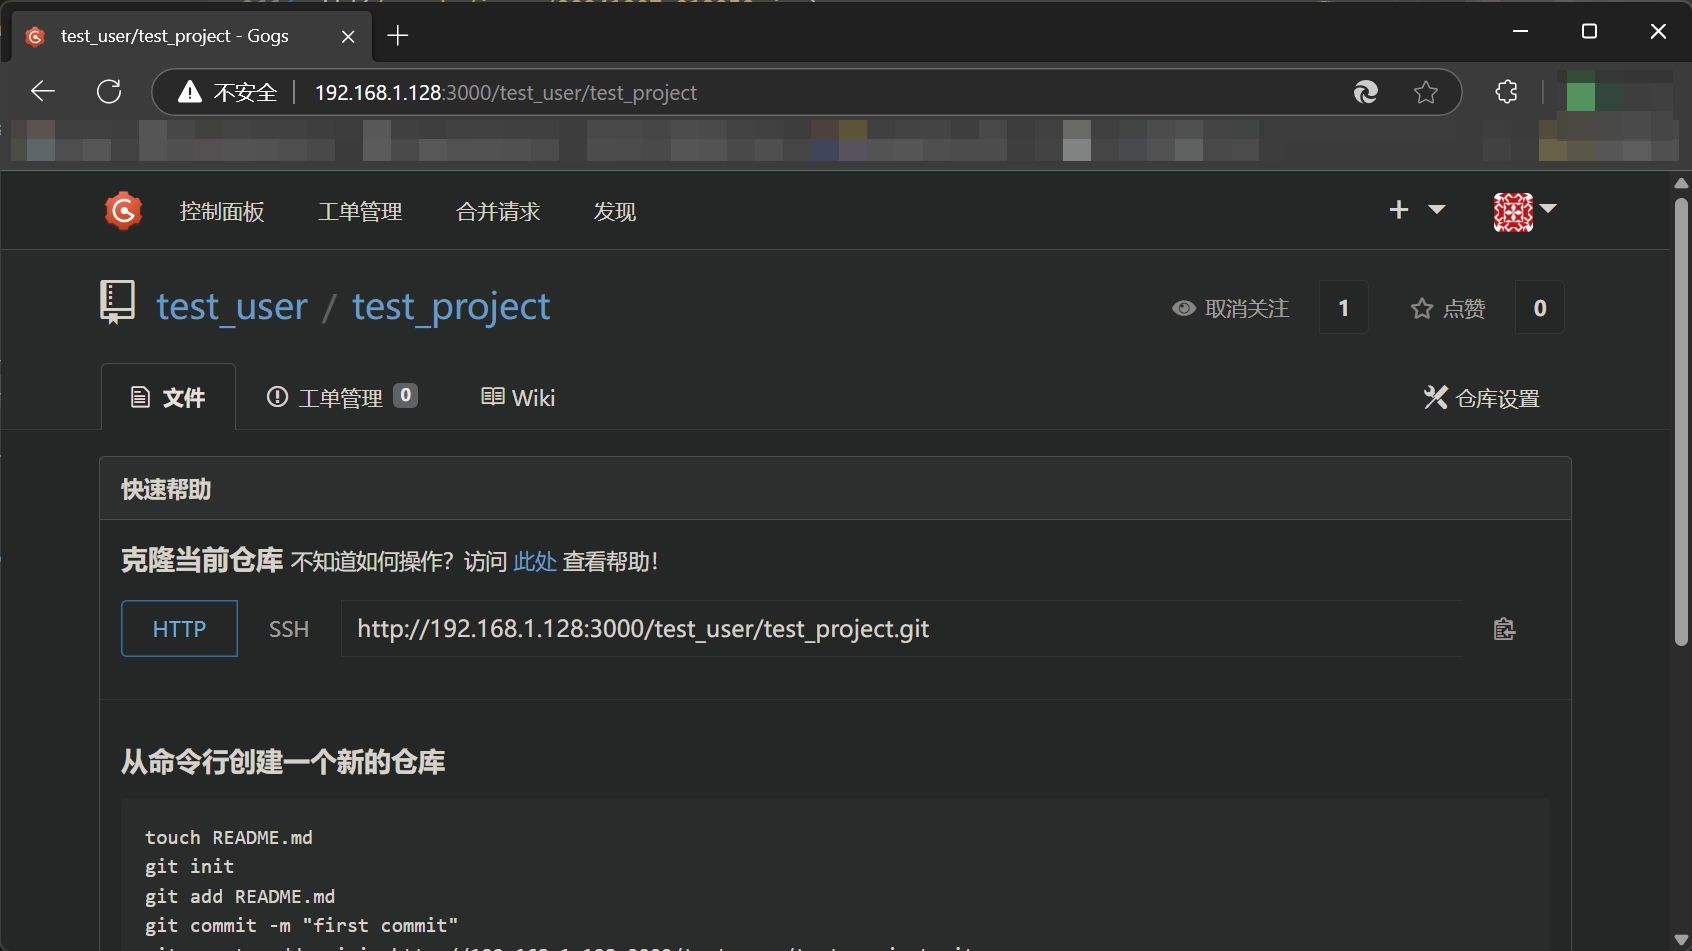 test_user/test_project - Gogs
不安全 192.168.1.128:3000/test_user/test_project
控制面板 工单管理 合并请求 发现
test_user / test_project 取消关注 1 点赞 0
文件 工单管理 0 Wiki 仓库设置
快速帮助
克隆当前仓库 不知道如何操作？访问 此处 查看帮助！
HTTP SSH http://192.168.1.128:3000/test_user/test_project.git
从命令行创建一个新的仓库
touch README.md
git init
git add README.md
git commit -m "first commit"